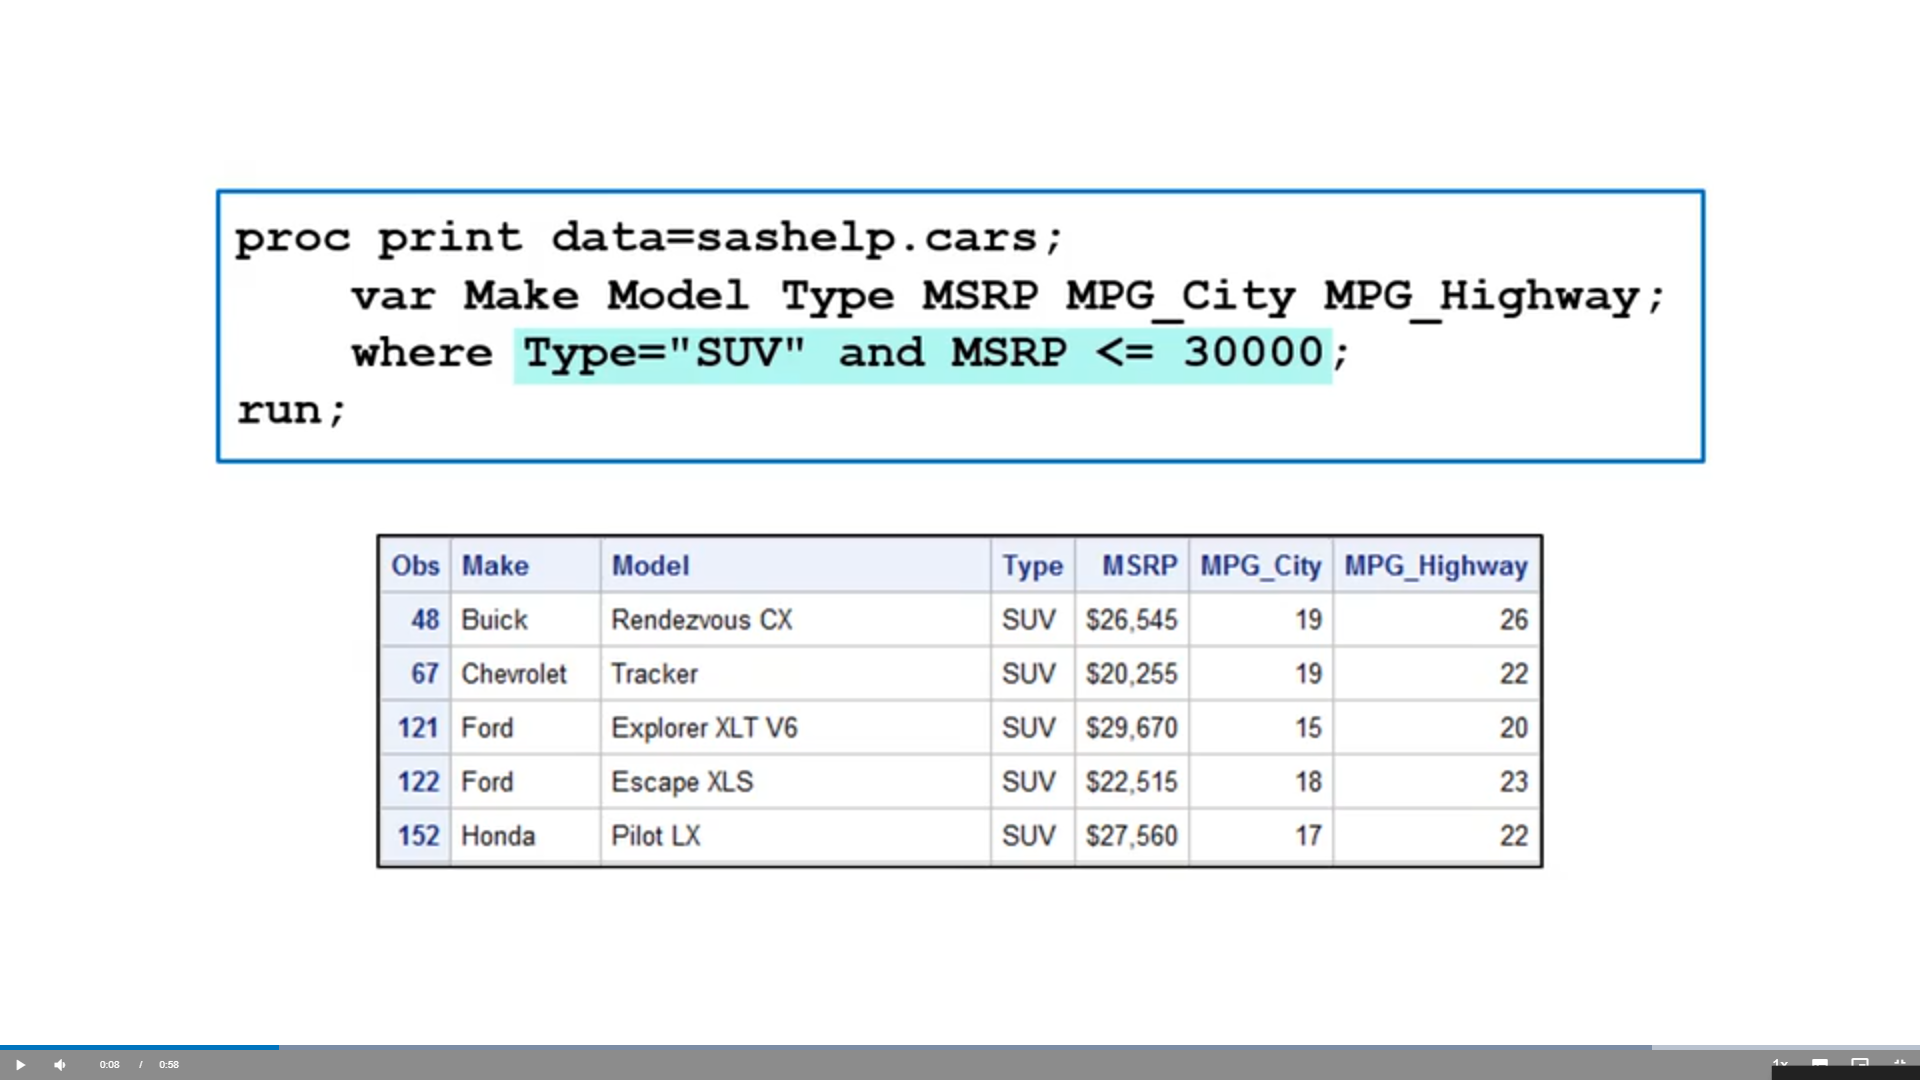 proc print data=sashelp.cars;
var Make Model Type MSRP MPG_City MPG_Highway;
where Type="SUV" and MSRP <= 30000;
run;
Obs Make Model Type MSRP MPG_City MPG_Highway
48 Buick Rendezvous CX SUV $26,545 19 26
67 Chevrolet Tracker SUV $20,255 19 22
121 Ford Explorer XLT V6 SUV $29,670 15 20
122 Ford Escape XLS SUV $22,515 18 23
152 Honda Pilot LX SUV $27,560 17 22
0:08 / 0:58